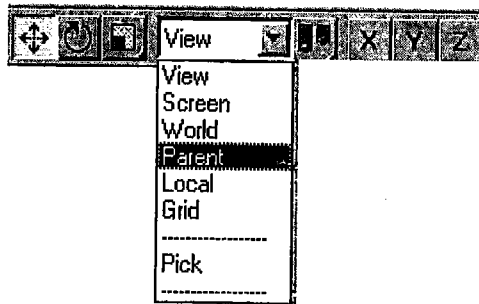 View X Y Z
View
Screen
World
Parent
Local
Grid
Pick